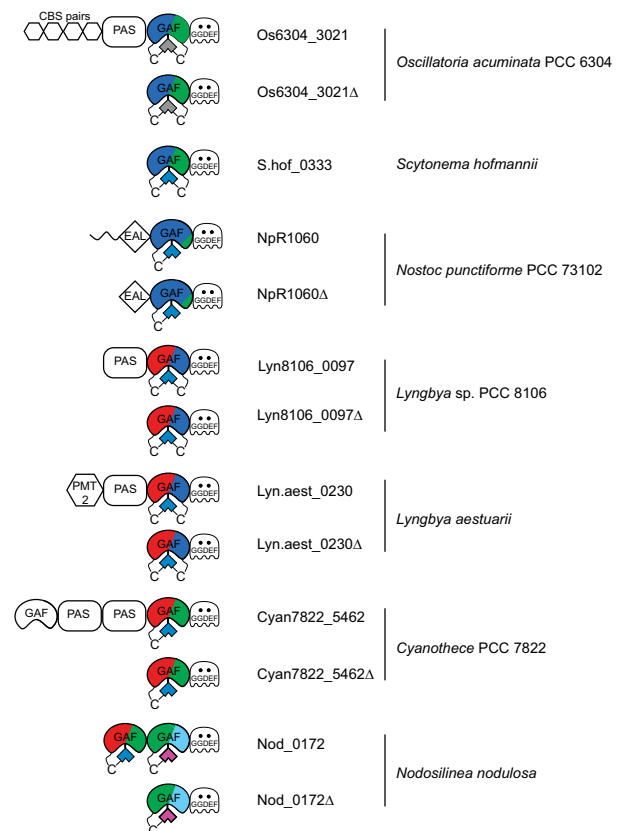 CBS pairs
PAS GAF GGDEF Os6304_3021
C C
Oscillatoria acuminata PCC 6304
GAF GGDEF Os6304_3021Δ
C C
GAF GGDEF S.hof_0333 Scytonema hofmannii
C C
EAL GAF GGDEF NpR1060
C
Nostoc punctiforme PCC 73102
EAL GAF GGDEF NpR1060Δ
C
PAS GAF GGDEF Lyn8106_0097
C C
Lyngbya sp. PCC 8106
GAF GGDEF Lyn8106_0097Δ
C C
PMT 2 PAS GAF GGDEF Lyn.aest_0230
C C
Lyngbya aestuarii
GAF GGDEF Lyn.aest_0230Δ
C C
GAF PAS PAS GAF GGDEF Cyan7822_5462
C
Cyanothece PCC 7822
GAF GGDEF Cyan7822_5462Δ
C
GAF GAF GGDEF Nod_0172
C C
Nodosilinea nodulosa
GAF GGDEF Nod_0172Δ
C